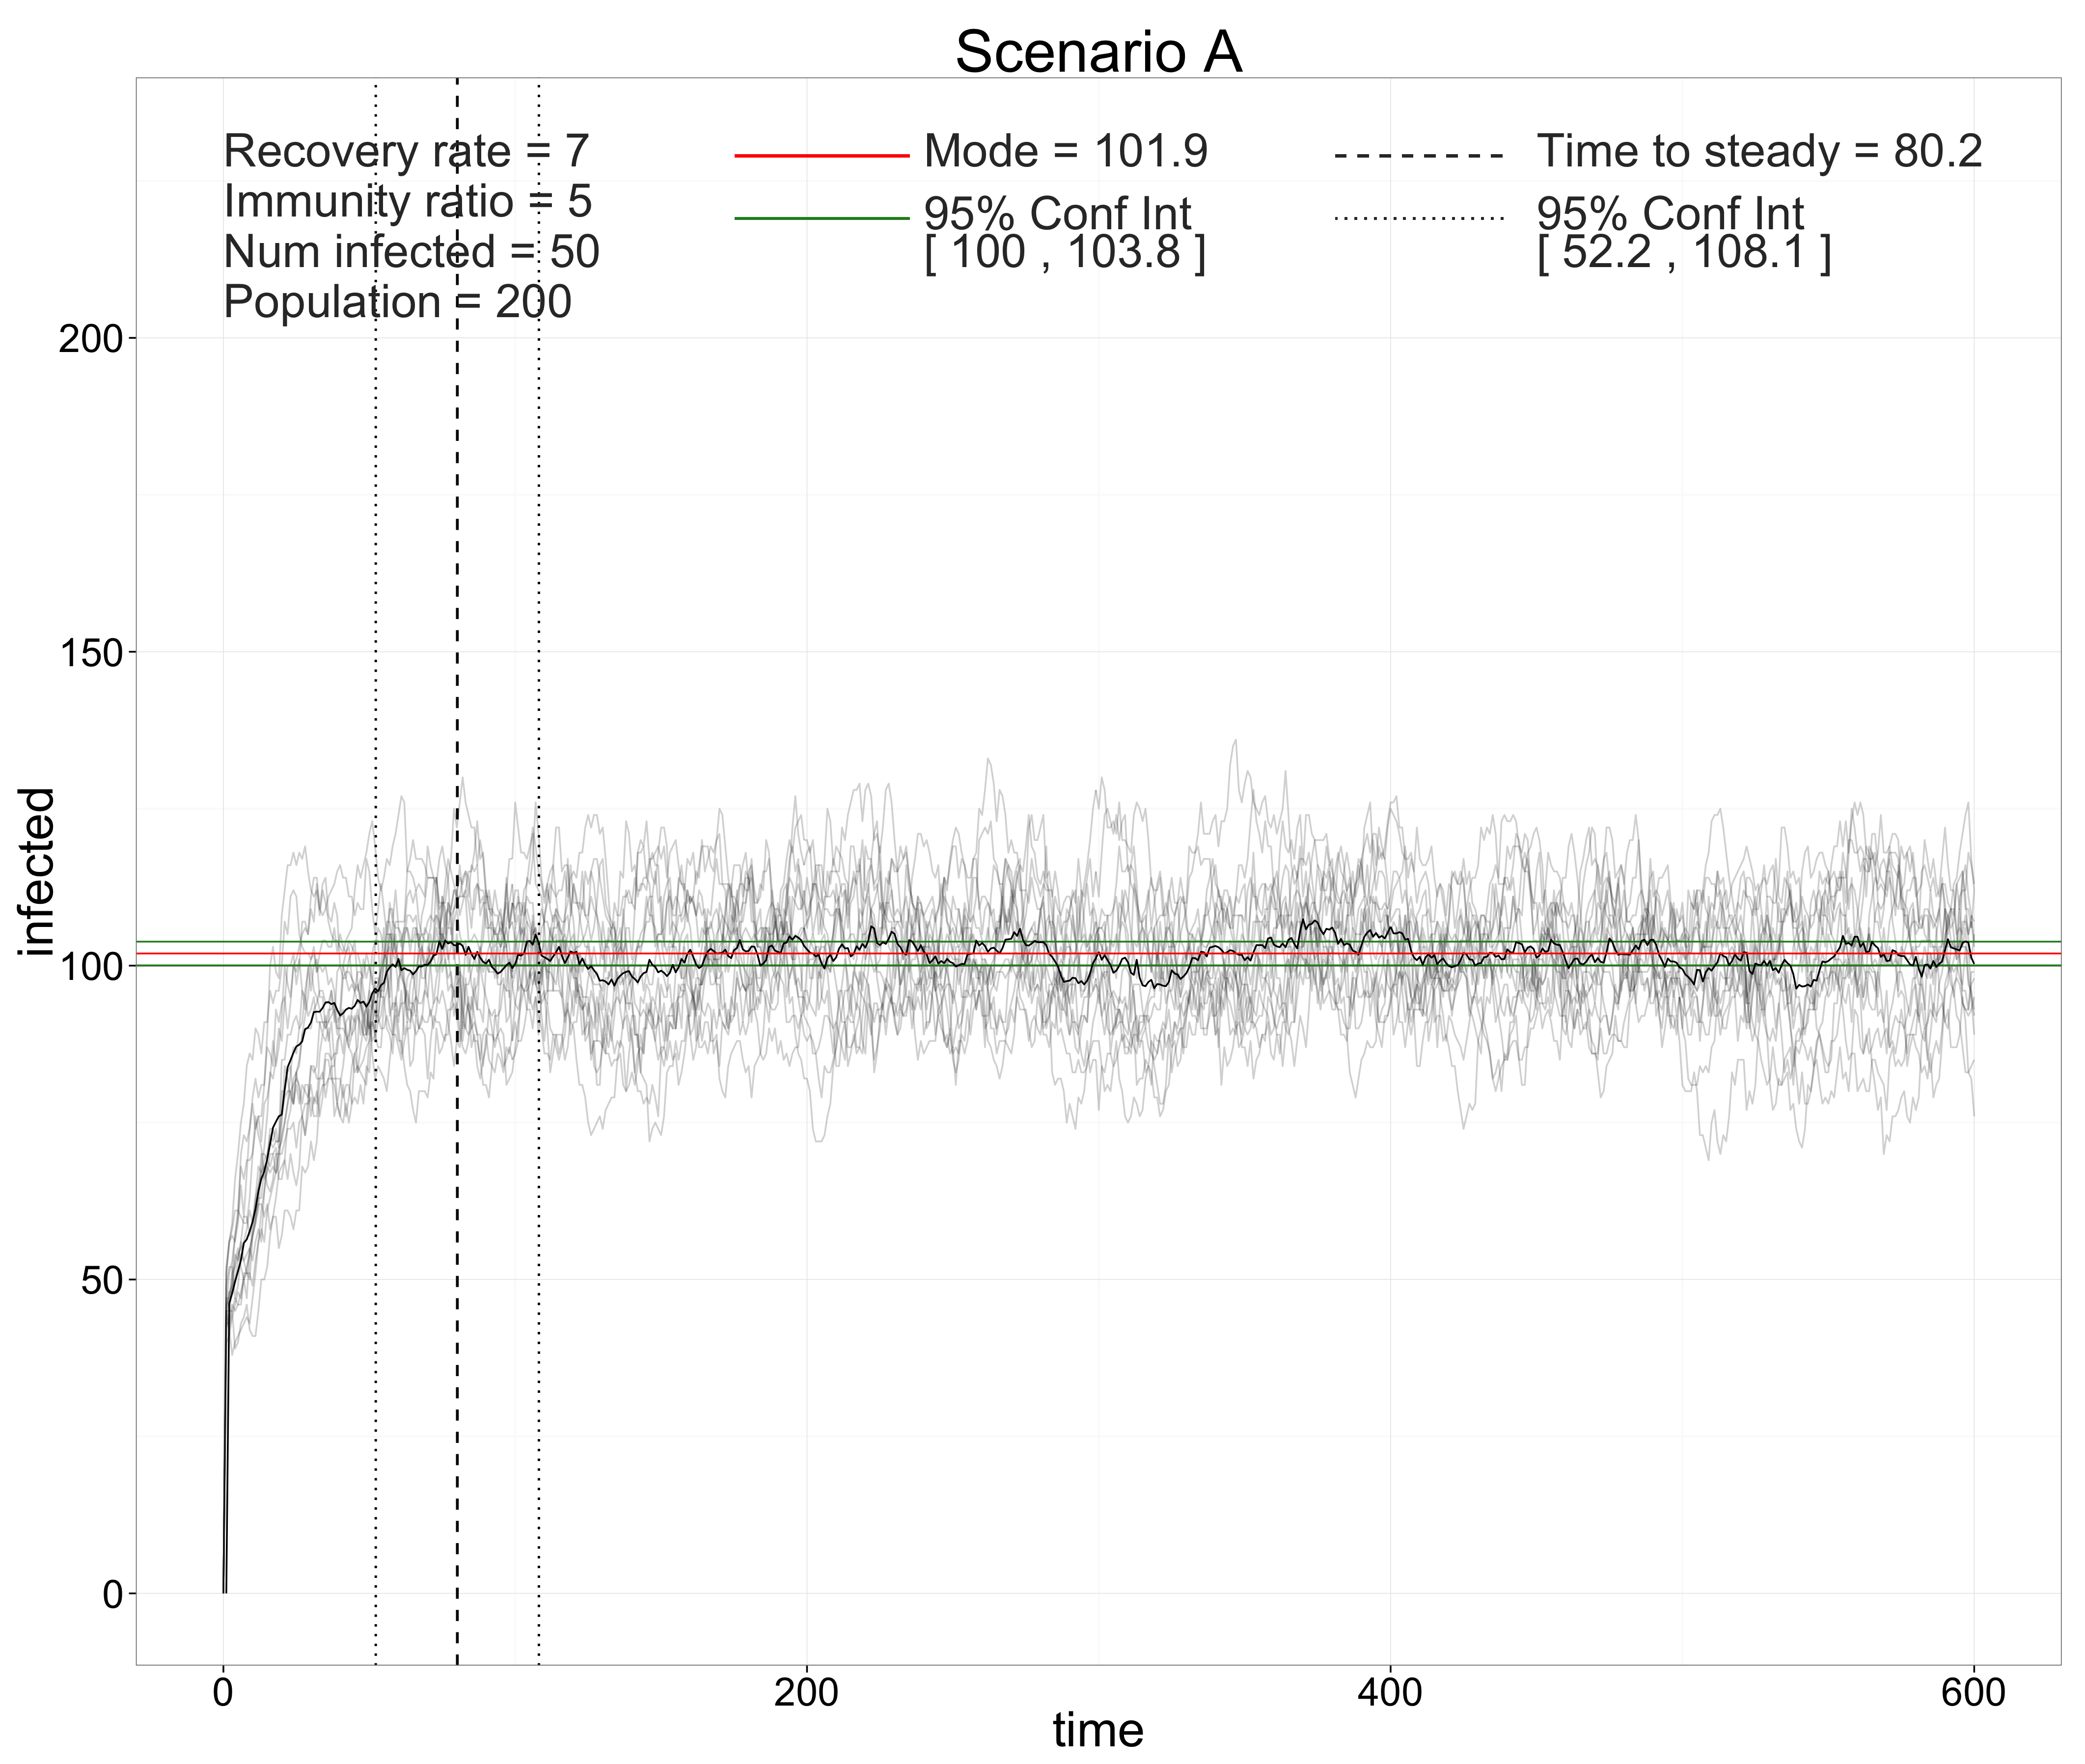 Scenario A
Recovery rate = 7
Immunity ratio = 5
Num infected = 50
Population = 200
Mode = 101.9
95% Conf Int
[ 100 , 103.8 ]
Time to steady = 80.2
95% Conf Int
[ 52.2 , 108.1 ]
infected
200
150
100
50
0
0
200
400
600
time